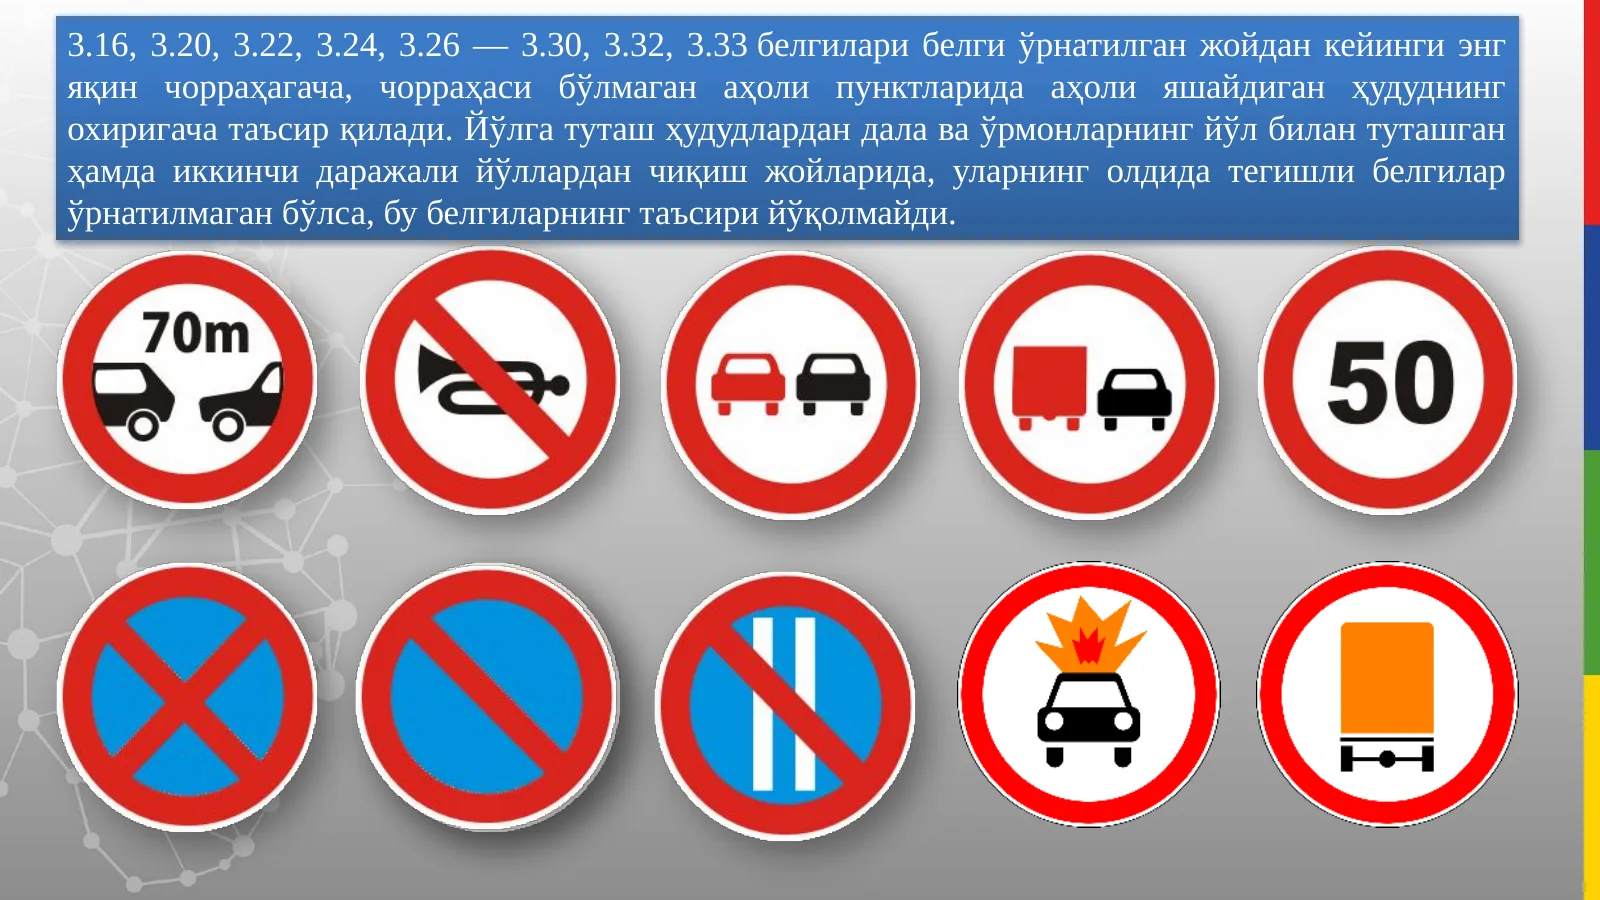 3.16, 3.20, 3.22, 3.24, 3.26 — 3.30, 3.32, 3.33 белгилари белги ўрнатилган жойдан кейинги энг
яқин чорраҳагача, чорраҳаси бўлмаган аҳоли пунктларида аҳоли яшайдиган ҳудуднинг
охиригача таъсир қилади. Йўлга туташ ҳудудлардан дала ва ўрмонларнинг йўл билан туташган
ҳамда иккинчи даражали йўллардан чиқиш жойларида, уларнинг олдида тегишли белгилар
ўрнатилмаган бўлса, бу белгиларнинг таъсири йўқолмайди.
70m
50